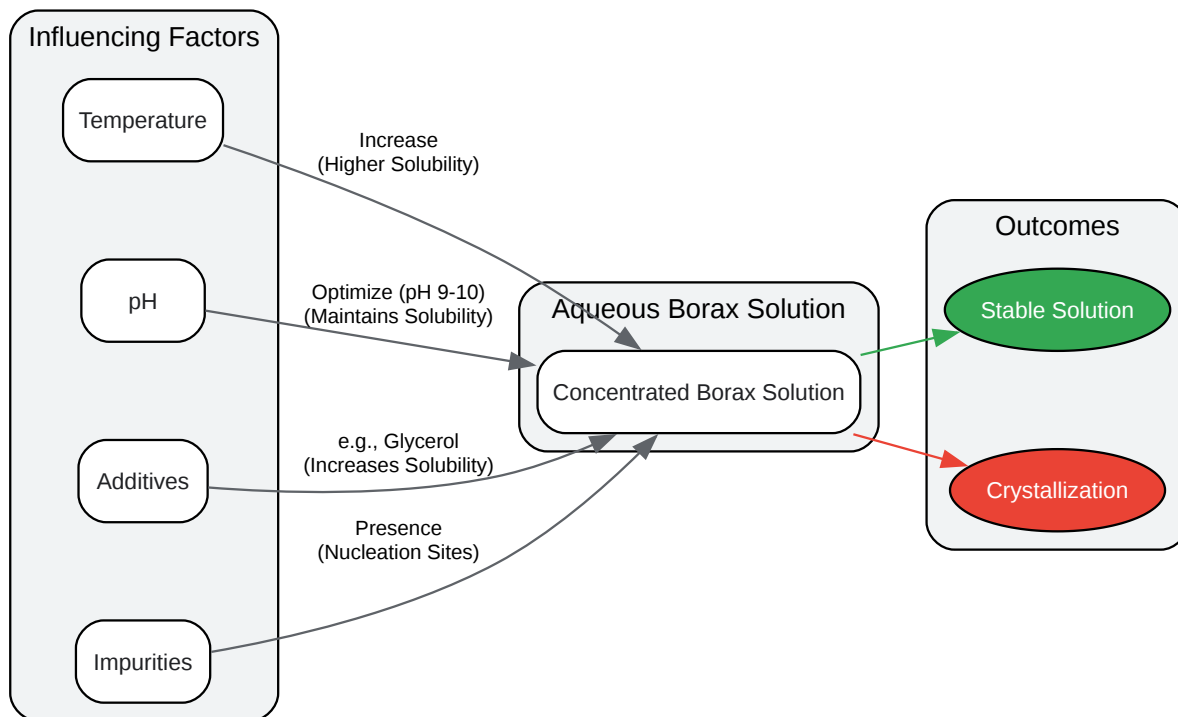 Influencing Factors
Temperature
Increase
(Higher Solubility)
pH
Optimize (pH 9-10)
(Maintains Solubility)
Additives
e.g., Glycerol
(Increases Solubility)
Impurities
Presence
(Nucleation Sites)
Aqueous Borax Solution
Concentrated Borax Solution
Outcomes
Stable Solution
Crystallization